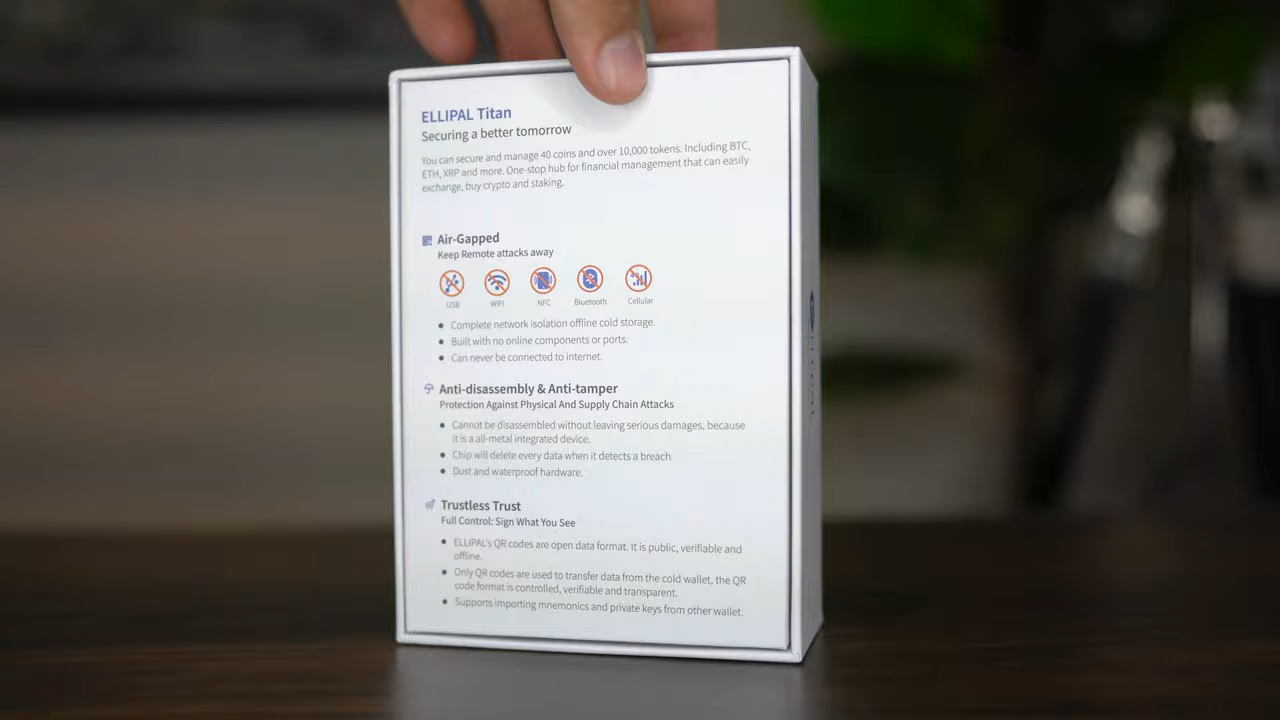 ELLIPAL Titan
Securing a better tomorrow
You can secure and manage 40 coins and over 10,000 tokens. Including BTC,
ETH, XRP and more. One-stop hub for financial management that can easily
exchange, buy crypto and staking.
Air-Gapped
Keep Remote attacks away
USB WIFI NFC Bluetooth Cellular
Complete network isolation offline cold storage.
Built with no online components or ports.
Can never be connected to internet.
Anti-disassembly & Anti-tamper
Protection Against Physical And Supply Chain Attacks
Cannot be disassembled without leaving serious damages, because
it is a all-metal integrated device.
Chip will delete every data when it detects a breach
Dust and waterproof hardware.
Trustless Trust
Full Control: Sign What You See
ELLIPAL's QR codes are open data format. It is public, verifiable and
offline.
Only QR codes are used to transfer data from the cold wallet, the QR
code format is controlled, verifiable and transparent.
Supports importing mnemonics and private keys from other wallet.